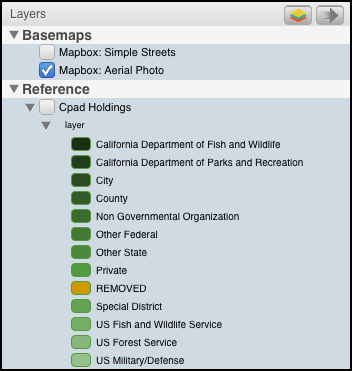 Layers
Basemaps
Mapbox: Simple Streets
Mapbox: Aerial Photo
Reference
Cpad Holdings
layer
California Department of Fish and Wildlife
California Department of Parks and Recreation
City
County
Non Governmental Organization
Other Federal
Other State
Private
REMOVED
Special District
US Fish and Wildlife Service
US Forest Service
US Military/Defense